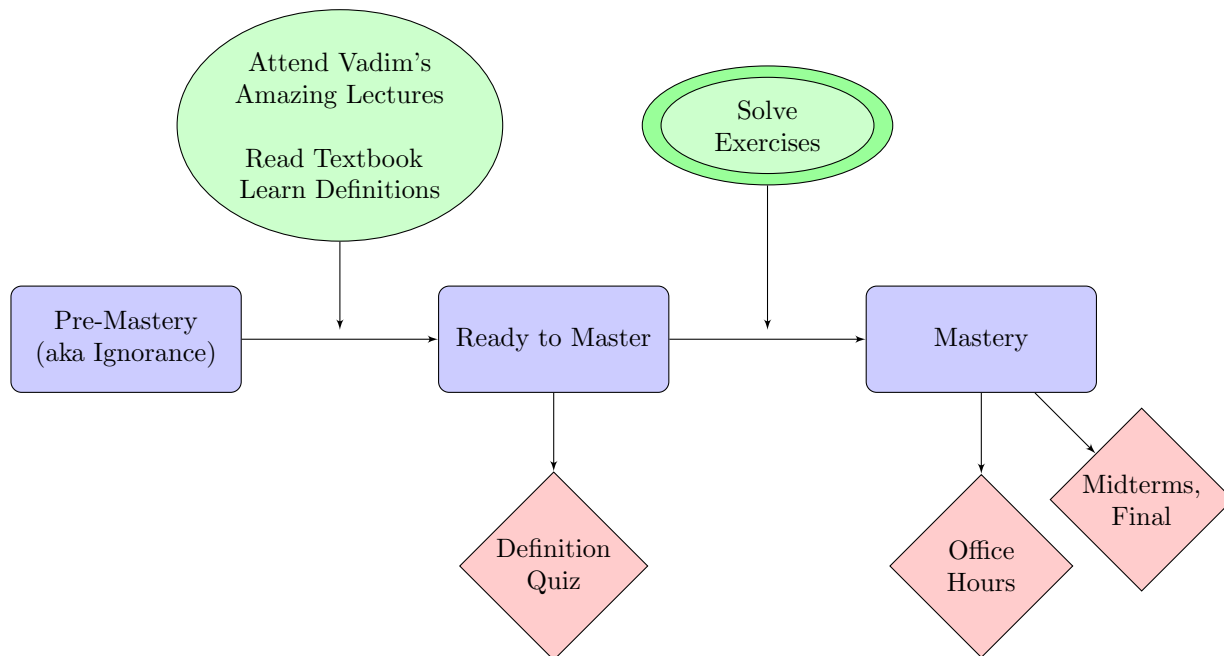 Attend Vadim's
Amazing Lectures
Read Textbook
Learn Definitions
Solve
Exercises
Pre-Mastery
(aka Ignorance)
Ready to Master
Mastery
Definition
Quiz
Office
Hours
Midterms,
Final